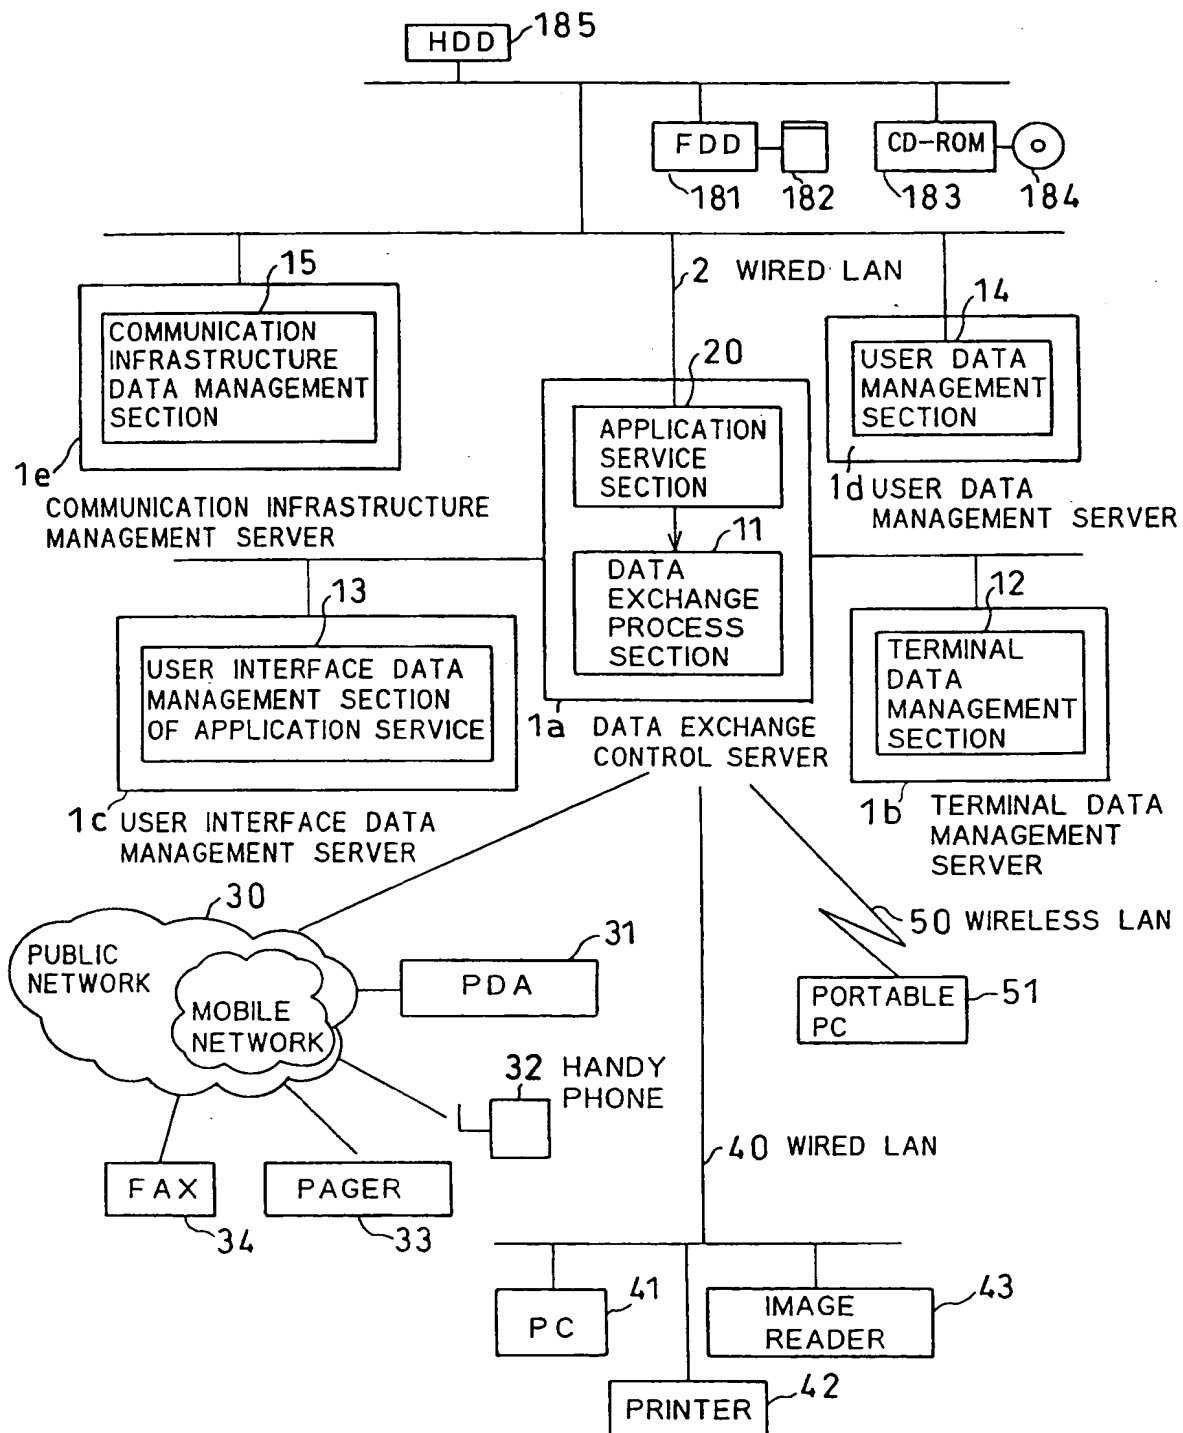 HDD
185
FDD
CD-ROM
181
182
183
184
15
2 WIRED LAN
14
COMMUNICATION
INFRASTRUCTURE
DATA MANAGEMENT
SECTION
20
USER DATA
MANAGEMENT
SECTION
APPLICATION
SERVICE
SECTION
1e
COMMUNICATION INFRASTRUCTURE
MANAGEMENT SERVER
1d USER DATA
MANAGEMENT SERVER
11
DATA
EXCHANGE
PROCESS
SECTION
13
12
USER INTERFACE DATA
MANAGEMENT SECTION
OF APPLICATION SERVICE
TERMINAL
DATA
MANAGEMENT
SECTION
1a DATA EXCHANGE
CONTROL SERVER
1c USER INTERFACE DATA
MANAGEMENT SERVER
1b TERMINAL DATA
MANAGEMENT
SERVER
30
PUBLIC
NETWORK
MOBILE
NETWORK
31
PDA
50 WIRELESS LAN
PORTABLE
PC
51
32 HANDY
PHONE
40 WIRED LAN
FAX
34
PAGER
33
PC
41
IMAGE
READER
43
PRINTER
42